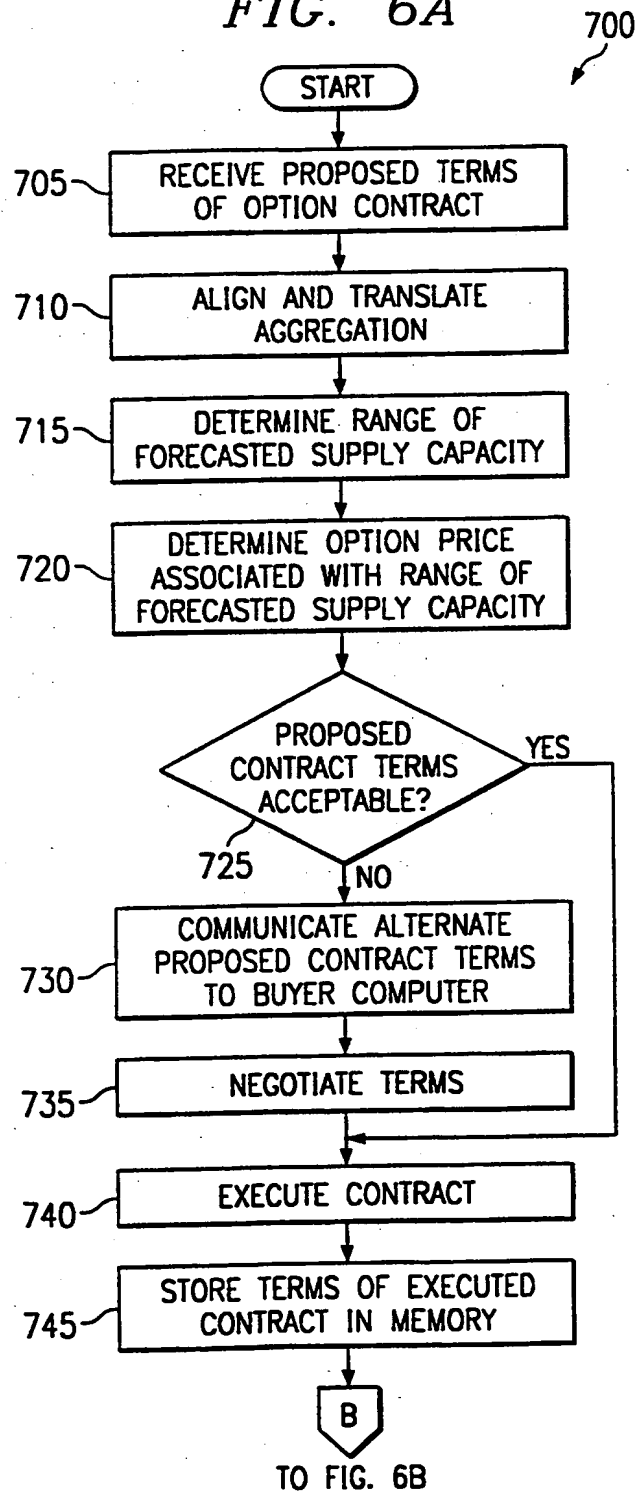 FIG. 6A
700
START
705
RECEIVE PROPOSED TERMS
OF OPTION CONTRACT
710
ALIGN AND TRANSLATE
AGGREGATION
715
DETERMINE RANGE OF
FORECASTED SUPPLY CAPACITY
720
DETERMINE OPTION PRICE
ASSOCIATED WITH RANGE OF
FORECASTED SUPPLY CAPACITY
PROPOSED
CONTRACT TERMS
ACCEPTABLE?
YES
725
NO
730
COMMUNICATE ALTERNATE
PROPOSED CONTRACT TERMS
TO BUYER COMPUTER
735
NEGOTIATE TERMS
740
EXECUTE CONTRACT
745
STORE TERMS OF EXECUTED
CONTRACT IN MEMORY
B
TO FIG. 6B